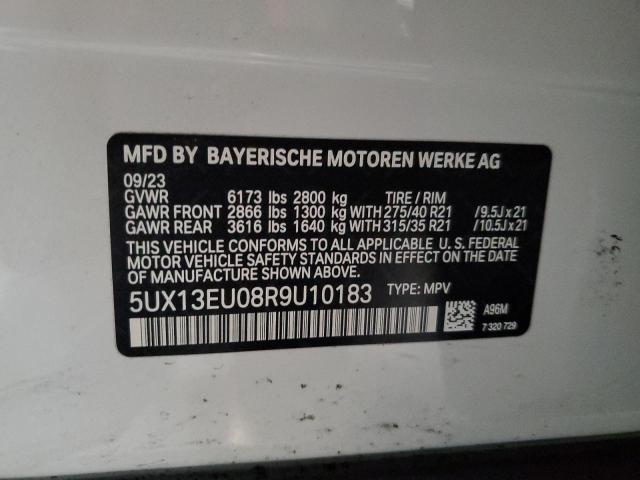 MFD BY BAYERISCHE MOTOREN WERKE AG
09/23
GVWR 6173 lbs 2800 kg TIRE / RIM
GAWR FRONT 2866 lbs 1300 kg WITH 275/40 R21 /9.5J x 21
GAWR REAR 3616 lbs 1640 kg WITH 315/35 R21 /10.5J x 21
THIS VEHICLE CONFORMS TO ALL APPLICABLE U. S. FEDERAL
MOTOR VEHICLE SAFETY STANDARDS IN EFFECT ON THE DATE
OF MANUFACTURE SHOWN ABOVE.
5UX13EU08R9U10183 TYPE: MPV
A96M
7 320 729